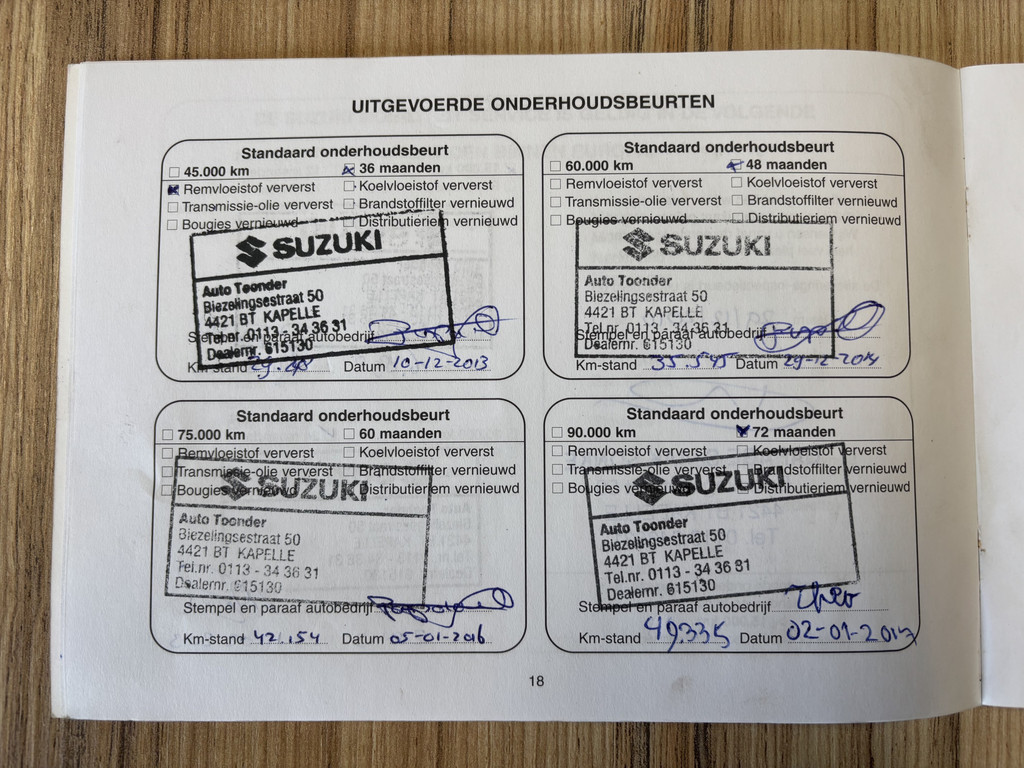 UITGEVOERDE ONDERHOUDSBEURTEN
Standaard onderhoudsbeurt
45.000 km 36 maanden
Remvloeistof ververst Koelvloeistof ververst
Transmissie-olie ververst Brandstoffilter vernieuwd
Bougies vernieuwd Distributieriem vernieuwd
SUZUKI
Auto Toonder
Biezelingsestraat 50
4421 BT KAPELLE
Tel.nr. 0113 - 34 36 31
Dealernr. 615130
Stempel en paraaf autobedrijf
Km-stand Datum 10-12-2013
Standaard onderhoudsbeurt
60.000 km 48 maanden
Remvloeistof ververst Koelvloeistof ververst
Transmissie-olie ververst Brandstoffilter vernieuwd
Bougies vernieuwd Distributieriem vernieuwd
SUZUKI
Auto Toonder
Biezelingsestraat 50
4421 BT KAPELLE
Tel.nr. 0113 - 34 36 31
Dealernr. 615130
Stempel en paraaf autobedrijf
Km-stand 35.545 Datum 29-12-2014
Standaard onderhoudsbeurt
75.000 km 60 maanden
Remvloeistof ververst Koelvloeistof ververst
Transmissie-olie ververst Brandstoffilter vernieuwd
Bougies vernieuwd Distributieriem vernieuwd
SUZUKI
Auto Toonder
Biezelingsestraat 50
4421 BT KAPELLE
Tel.nr. 0113 - 34 36 31
Dealernr. 615130
Stempel en paraaf autobedrijf
Km-stand 42.154 Datum 05-01-2016
Standaard onderhoudsbeurt
90.000 km 72 maanden
Remvloeistof ververst Koelvloeistof ververst
Transmissie-olie ververst Brandstoffilter vernieuwd
Bougies vernieuwd Distributieriem vernieuwd
SUZUKI
Auto Toonder
Biezelingsestraat 50
4421 BT KAPELLE
Tel.nr. 0113 - 34 36 31
Dealernr. 615130
Stempel en paraaf autobedrijf
Km-stand 49335 Datum 02-01-2017
18